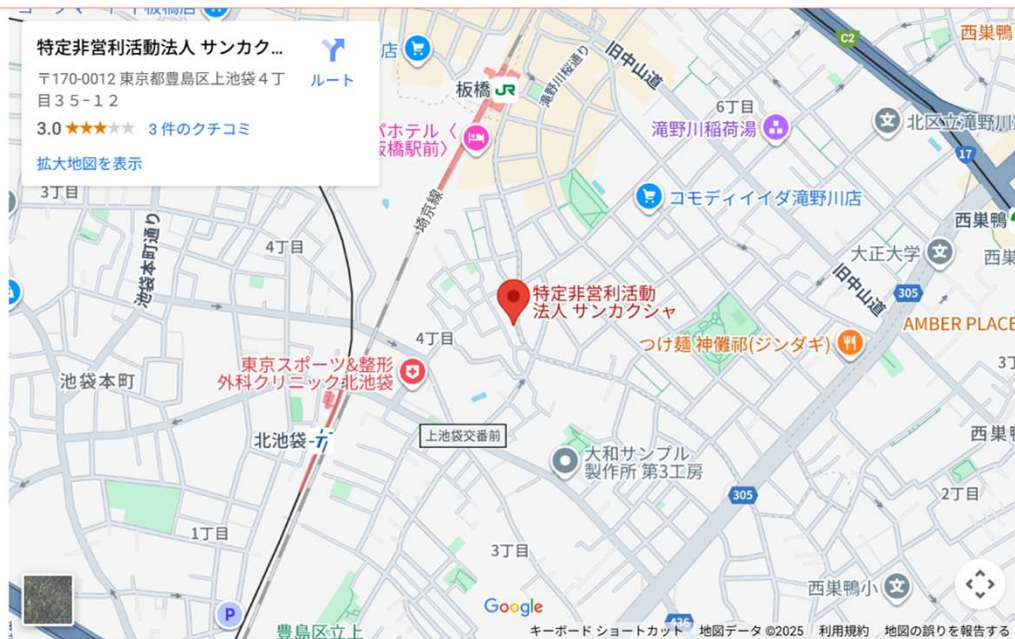 特定非営利活動法人 サンカク...
〒170-0012 東京都豊島区上池袋４丁
目３５−１２
3.0
3 件のクチコミ
拡大地図を表示
ルート
店
板橋
JR
滝野川桜通り
旧中山道
C2
西巣鴨
6丁目
滝野川稲荷湯
北区立滝野川
17
パホテル〈
板橋駅前〉
コモディイイダ滝野川店
西巣鴨
大正大学
西巣
3丁目
池袋本町通り
4丁目
埼京線
旧中山道
305
特定非営利活動
法人 サンカクシャ
AMBER PLACE
4丁目
つけ麺 神儺祁(ジンダギ)
東京スポーツ&整形
外科クリニック北池袋
池袋本町
北池袋
上池袋交番前
大和サンプル
製作所 第3工房
西巣
305
2丁目
1丁目
3丁目
西巣鴨小
P
Google
豊島区立上
436
キーボード ショートカット
地図データ ©2025
利用規約
地図の誤りを報告する